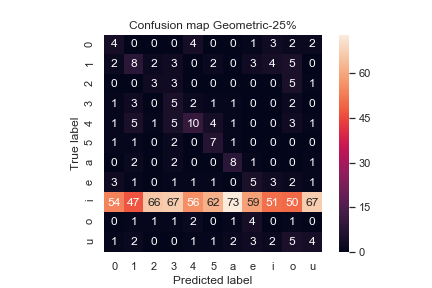 Confusion map Geometric-25%
0 4 0 0 0 4 0 0 1 3 2 2
1 2 8 2 3 0 2 0 3 4 5 0
2 0 0 3 3 0 0 0 0 0 5 1
3 1 3 0 5 2 1 1 0 0 2 0
4 1 5 1 5 10 4 1 0 0 3 1
5 1 1 0 2 0 7 1 0 0 0 0
a 0 2 0 2 0 0 8 1 0 0 1
e 3 1 0 1 1 1 0 5 3 2 1
i 54 47 66 67 56 62 73 59 51 50 67
o 0 1 1 1 2 0 1 4 0 1 0
u 1 2 0 0 1 1 2 3 2 5 4
0 1 2 3 4 5 a e i o u
Predicted label
True label
60
45
30
15
0